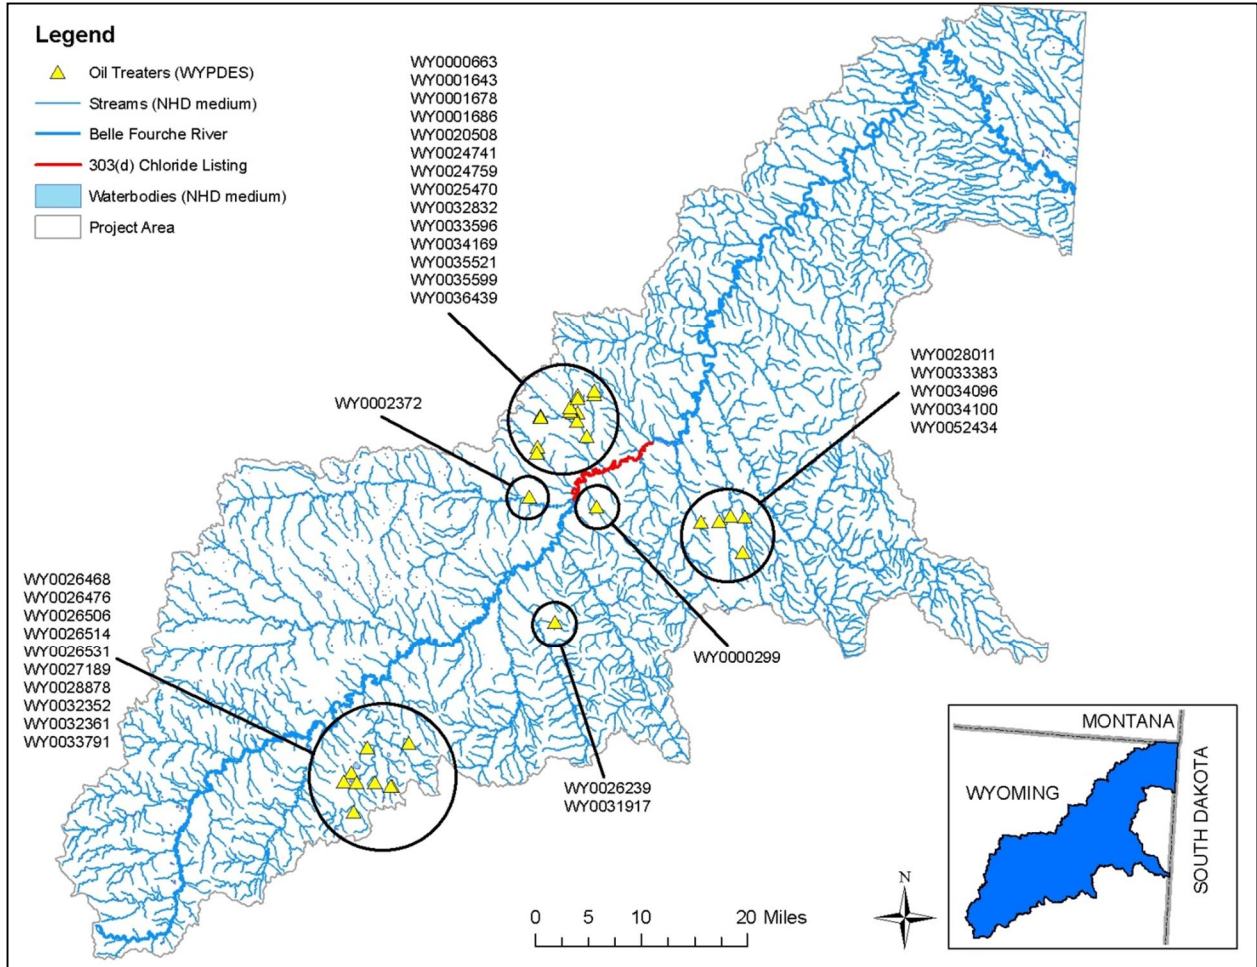 Legend
Oil Treaters (WYPDES)
Streams (NHD medium)
Belle Fourche River
303(d) Chloride Listing
Waterbodies (NHD medium)
Project Area
WY0000663
WY0001643
WY0001678
WY0001686
WY0020508
WY0024741
WY0024759
WY0025470
WY0032832
WY0033596
WY0034169
WY0035521
WY0035599
WY0036439
WY0028011
WY0033383
WY0034096
WY0034100
WY0052434
WY0002372
WY0026468
WY0026476
WY0026506
WY0026514
WY0026531
WY0027189
WY0028878
WY0032352
WY0032361
WY0033791
WY0000299
WY0026239
WY0031917
MONTANA
WYOMING
SOUTH DAKOTA
N
0 5 10 20 Miles